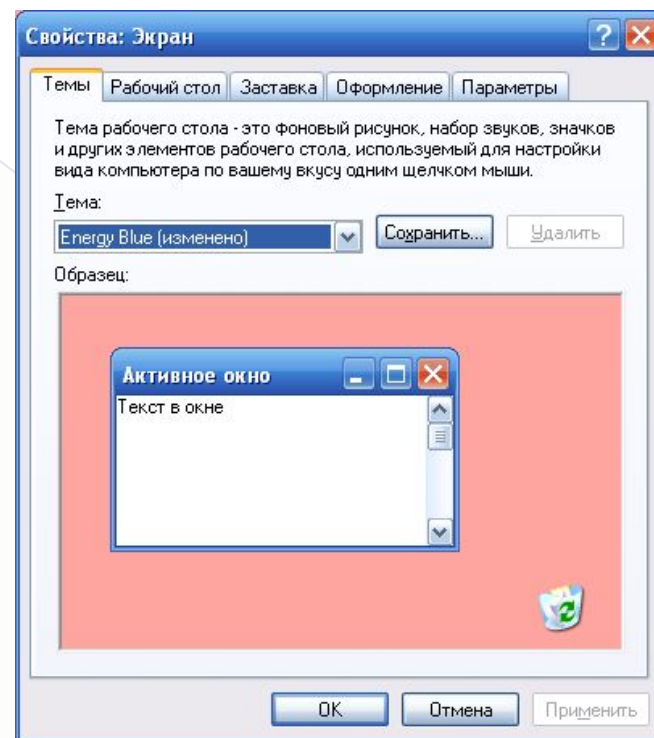 Свойства: Экран
Темы Рабочий стол Заставка Оформление Параметры
Тема рабочего стола - это фоновый рисунок, набор звуков, значков
и других элементов рабочего стола, используемый для настройки
вида компьютера по вашему вкусу одним щелчком мыши.
Тема:
Energy Blue (изменено) Сохранить... Удалить
Образец:
Активное окно
Текст в окне
OK Отмена Применить